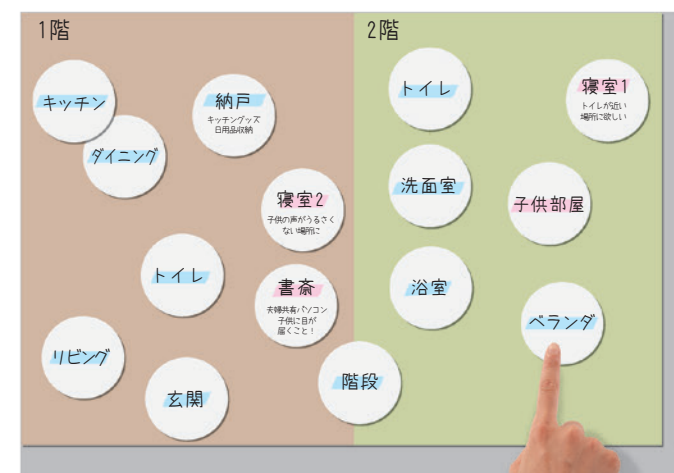 1階
2階
キッチン
納戸
キッチングッズ
日用品収納
ダイニング
寝室2
子供の声がうるさく
ない場所に
トイレ
書斎
夫婦共有パソコン
子供に目が
届くこと！
リビング
玄関
階段
トイレ
寝室1
トイレが近い
場所に欲しい
洗面室
子供部屋
浴室
ベランダ